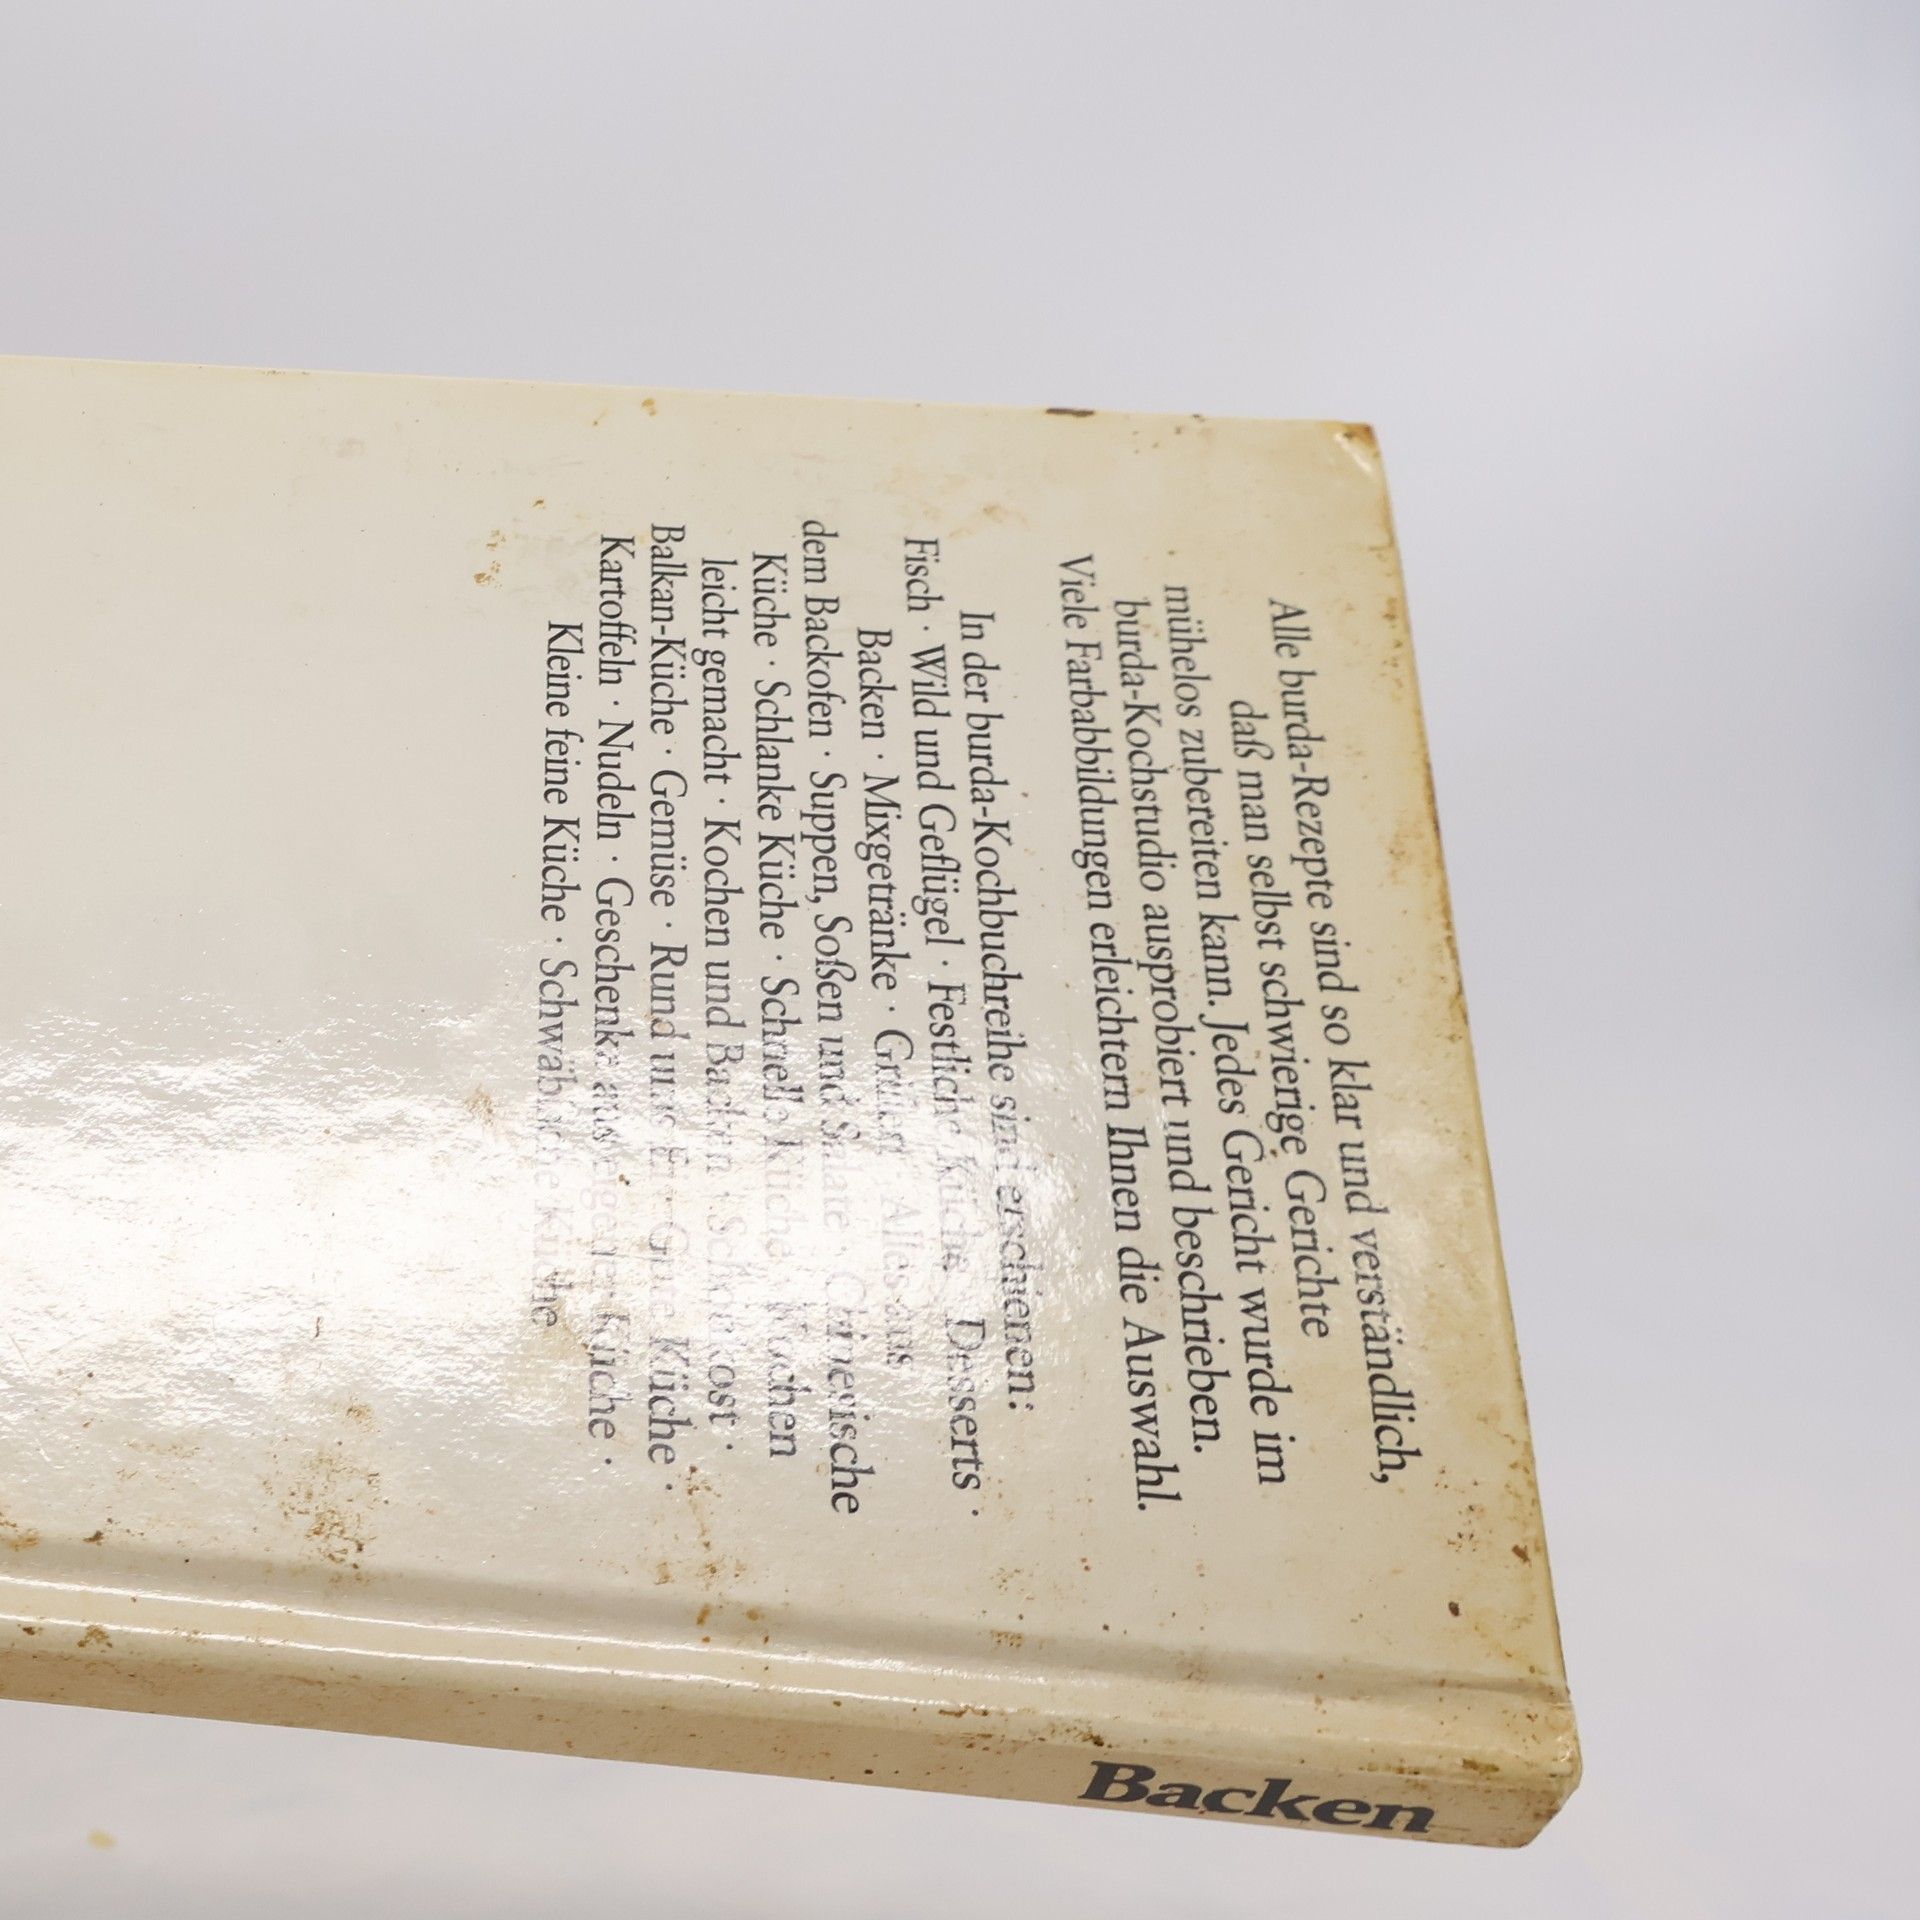 Alle burda-Rezepte sind so klar und verständlich,
daß man selbst schwierige Gerichte
mühelos zubereiten kann. Jedes Gericht wurde im
burda-Kochstudio ausprobiert und beschrieben.
Viele Farbabbildungen erleichtern Ihnen die Auswahl.
In der burda-Kochbuchreihe sind erschienen:
Fisch · Wild und Geflügel · Festliche Küche · Desserts ·
Backen · Mixgetränke · Grillen · Alles aus
dem Backofen · Suppen, Soßen und Salate · Chinesische
Küche · Schlanke Küche · Schnelle Küche · Kuchen
leicht gemacht · Kochen und Backen · Schonkost ·
Balkan-Küche · Gemüse · Rund ums Ei · Gute Küche ·
Kartoffeln · Nudeln · Geschenke aus eigener Küche ·
Kleine feine Küche · Schwäbische Küche
Backen